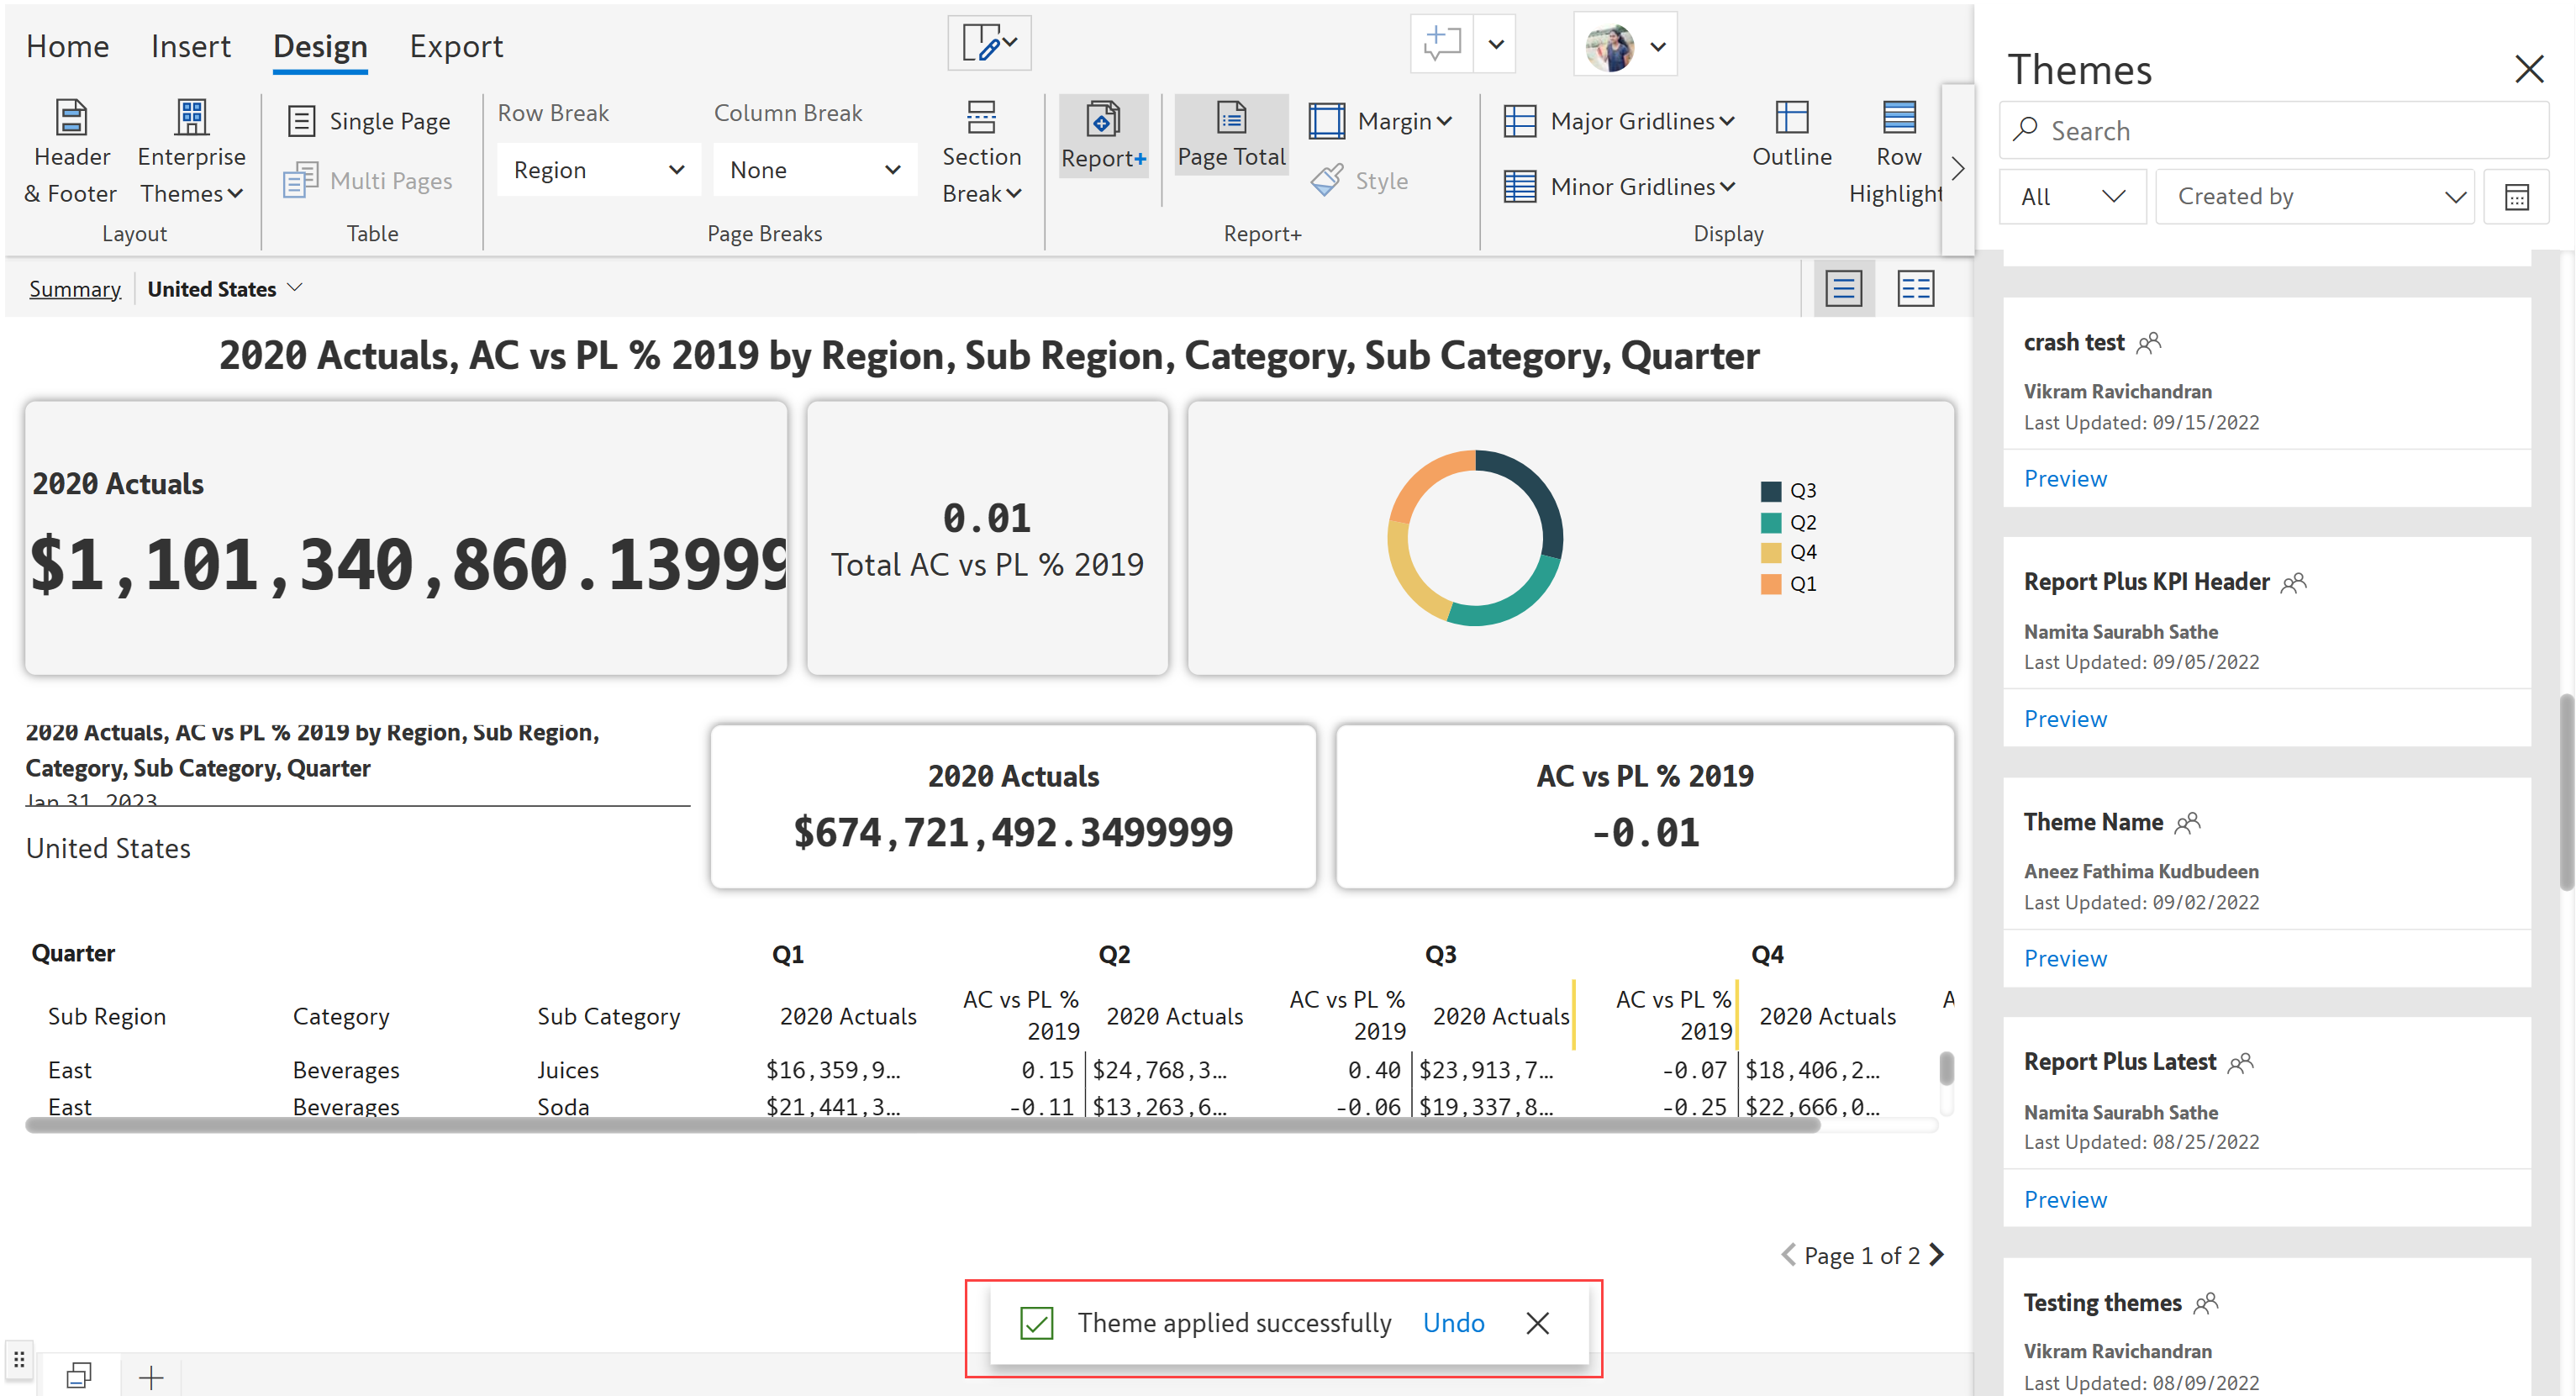 Home Insert Design Export
Header & Footer
Enterprise Themes
Layout
Single Page
Multi Pages
Table
Row Break
Region
Column Break
None
Section Break
Page Breaks
Report+
Page Total
Margin
Style
Report+
Major Gridlines
Minor Gridlines
Outline
Row Highlight
Display
Summary United States
2020 Actuals, AC vs PL % 2019 by Region, Sub Region, Category, Sub Category, Quarter
2020 Actuals
$1,101,340,860.13999
0.01
Total AC vs PL % 2019
Q3
Q2
Q4
Q1
2020 Actuals, AC vs PL % 2019 by Region, Sub Region,
Category, Sub Category, Quarter
Jan 31, 2023
United States
2020 Actuals
$674,721,492.3499999
AC vs PL % 2019
-0.01
Quarter Q1 Q2 Q3 Q4
Sub Region Category Sub Category 2020 Actuals AC vs PL % 2019 2020 Actuals AC vs PL % 2019 2020 Actuals AC vs PL % 2019 2020 Actuals A
East Beverages Juices $16,359,9... 0.15 $24,768,3... 0.40 $23,913,7... -0.07 $18,406,2...
East Beverages Soda $21,441,3... -0.11 $13,263,6... -0.06 $19,337,8... -0.25 $22,666,0...
Page 1 of 2
Theme applied successfully Undo
Themes
Search
All Created by
crash test
Vikram Ravichandran
Last Updated: 09/15/2022
Preview
Report Plus KPI Header
Namita Saurabh Sathe
Last Updated: 09/05/2022
Preview
Theme Name
Aneez Fathima Kudbudeen
Last Updated: 09/02/2022
Preview
Report Plus Latest
Namita Saurabh Sathe
Last Updated: 08/25/2022
Preview
Testing themes
Vikram Ravichandran
Last Updated: 08/09/2022